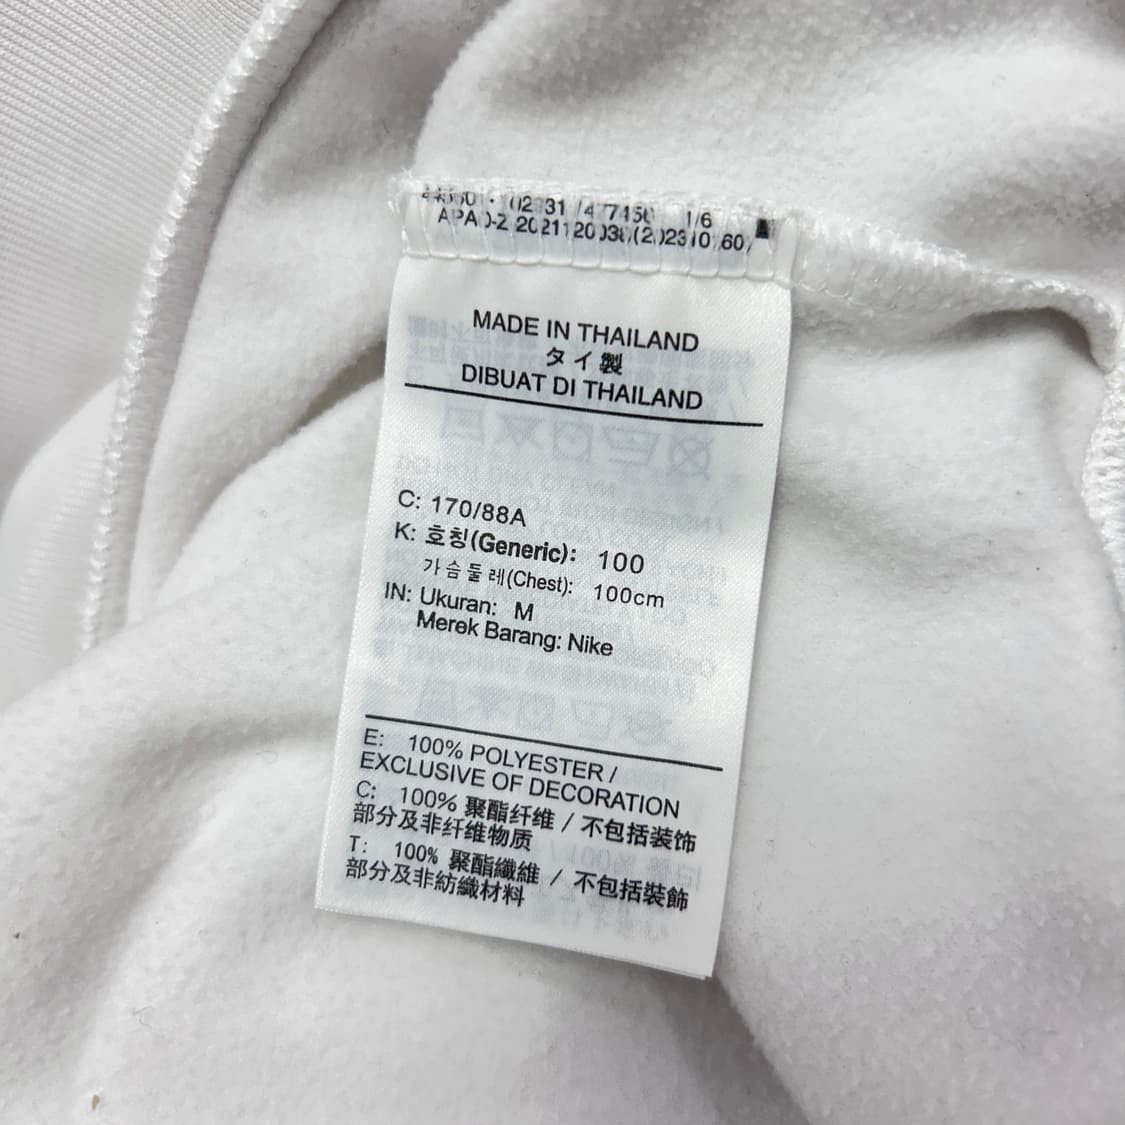 MADE IN THAILAND
タイ製
DIBUAT DI THAILAND
C: 170/88A
K: 호칭(Generic): 100
가슴둘레(Chest): 100cm
IN: Ukuran: M
Merek Barang: Nike
E: 100% POLYESTER /
EXCLUSIVE OF DECORATION
C: 100% 聚酯纤维 / 不包括装饰
部分及非纤维物质
T: 100% 聚酯纖維 / 不包括裝飾
部分及非紡織材料